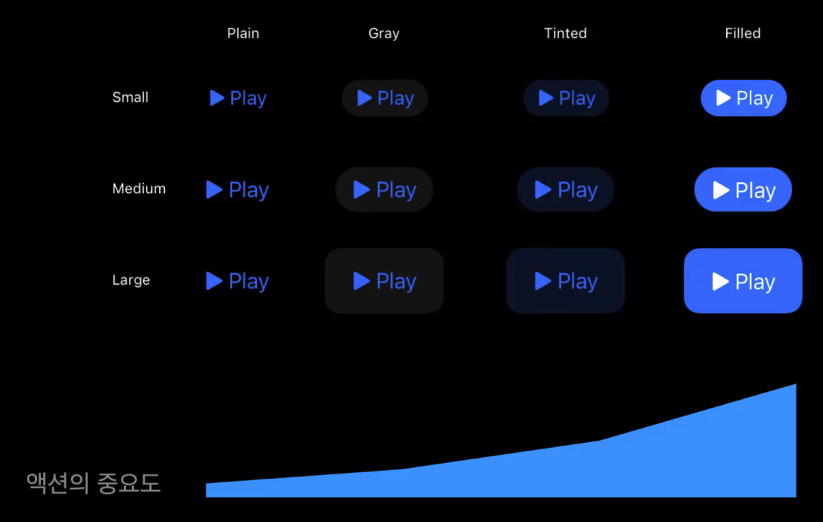 Plain Gray Tinted Filled
Small Play Play Play Play
Medium Play Play Play Play
Large Play Play Play Play
액션의 중요도